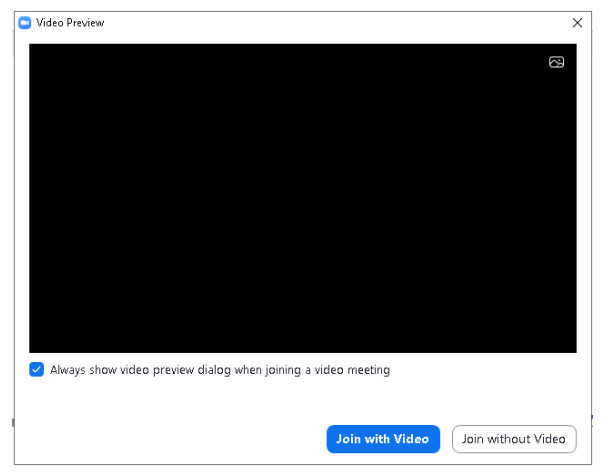 Video Preview
Always show video preview dialog when joining a video meeting
Join with Video
Join without Video